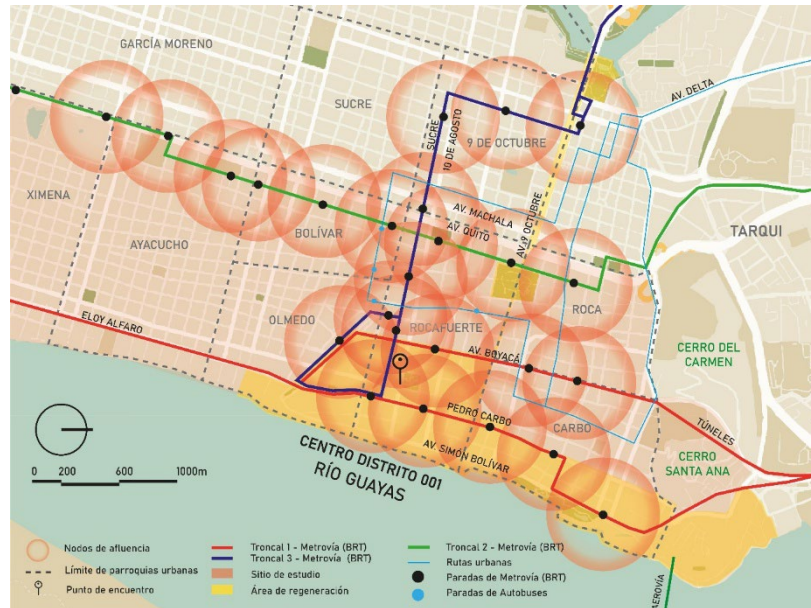 GARCÍA MORENO
SUCRE
SUCRE
10 DE AGOSTO
9 DE OCTUBRE
AV. DELTA
XIMENA
AYACUCHO
BOLÍVAR
AV. MACHALA
AV. QUITO
AV. 9 OCTUBRE
TARQUI
ROCA
ELOY ALFARO
OLMEDO
ROCAFUERTE
AV. BOYACÁ
CERRO DEL
CARMEN
PEDRO CARBO
CARBO
TÚNELES
AV. SIMÓN BOLÍVAR
CERRO
SANTA ANA
CENTRO DISTRITO 001
RÍO GUAYAS
0 200 600 1000m
Nodos de afluencia
Límite de parroquias urbanas
Punto de encuentro
Troncal 1 - Metrovía (BRT)
Troncal 3 - Metrovía (BRT)
Sitio de estudio
Área de regeneración
Troncal 2 - Metrovía (BRT)
Rutas urbanas
Paradas de Metrovía (BRT)
Paradas de Autobuses
EROVÍA